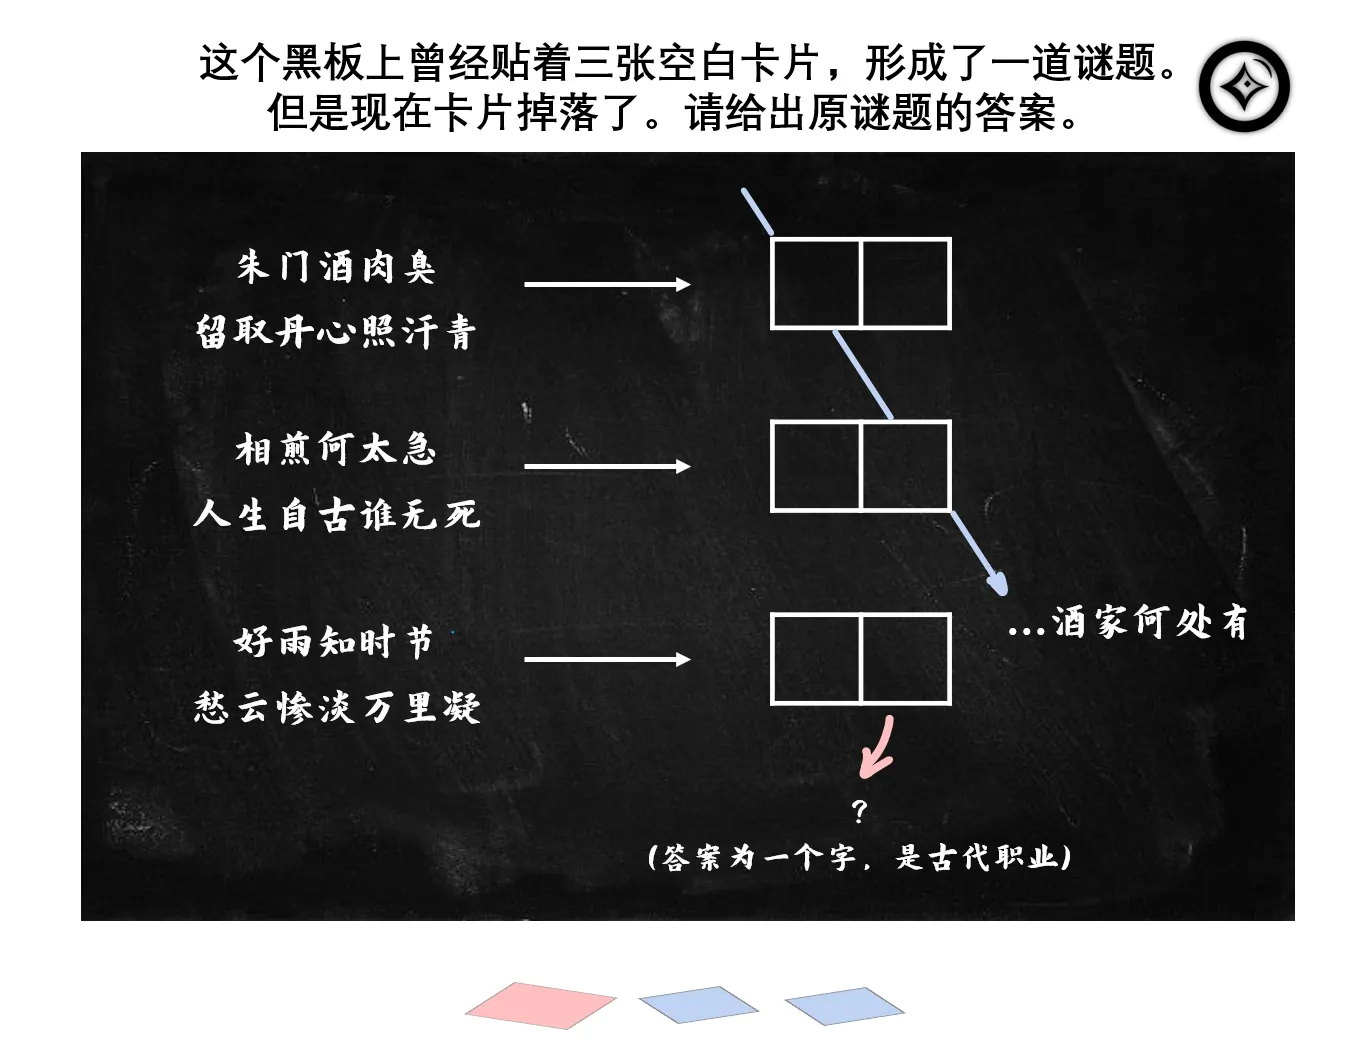 这个黑板上曾经贴着三张空白卡片，形成了一道谜题。
但是现在卡片掉落了。请给出原谜题的答案。
朱门酒肉臭
留取丹心照汗青
相煎何太急
人生自古谁无死
...酒家何处有
好雨知时节
愁云惨淡万里凝
?
(答案为一个字，是古代职业)